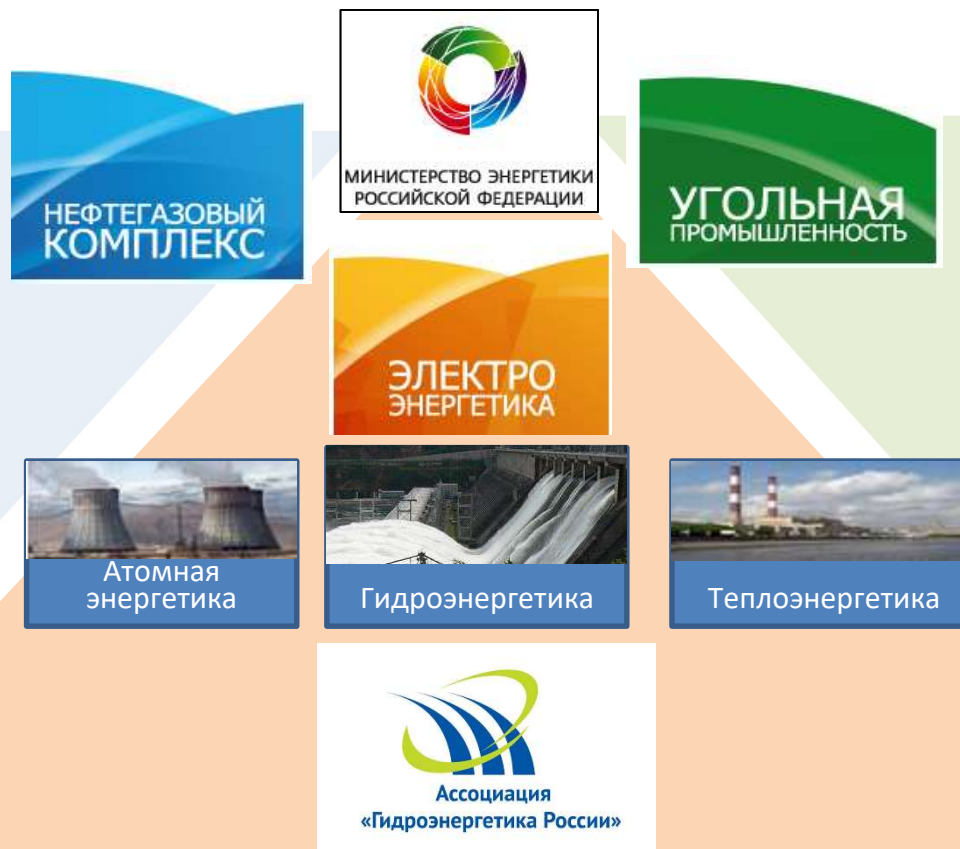 МИНИСТЕРСТВО ЭНЕРГЕТИКИ
РОССИЙСКОЙ ФЕДЕРАЦИИ
НЕФТЕГАЗОВЫЙ
КОМПЛЕКС
УГОЛЬНАЯ
ПРОМЫШЛЕННОСТЬ
ЭЛЕКТРО
ЭНЕРГЕТИКА
Атомная
энергетика
Гидроэнергетика
Теплоэнергетика
Ассоциация
«Гидроэнергетика России»